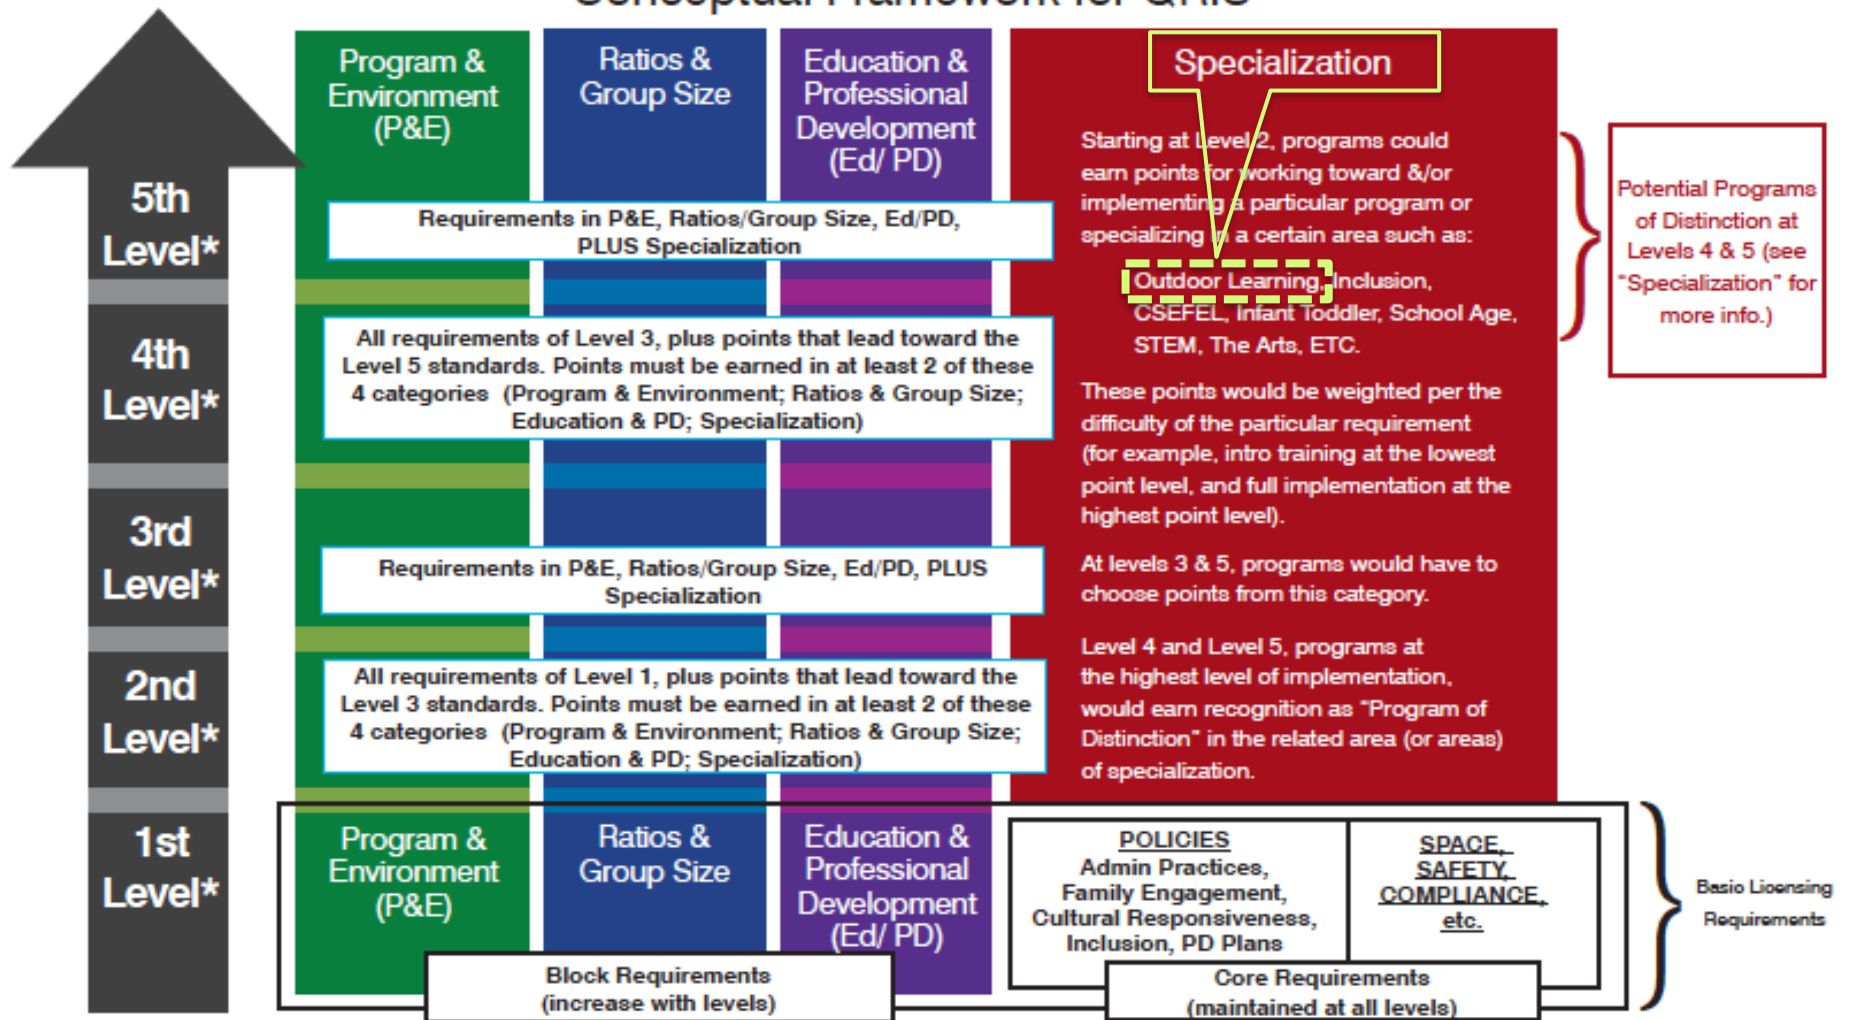 Conceptual Framework for QRIS
5th
Level*
4th
Level*
3rd
Level*
2nd
Level*
1st
Level*
Program &
Environment
(P&E)
Ratios &
Group Size
Education &
Professional
Development
(Ed/ PD)
Requirements in P&E, Ratios/Group Size, Ed/PD,
PLUS Specialization
All requirements of Level 3, plus points that lead toward the
Level 5 standards. Points must be earned in at least 2 of these
4 categories (Program & Environment; Ratios & Group Size;
Education & PD; Specialization)
Requirements in P&E, Ratios/Group Size, Ed/PD, PLUS
Specialization
All requirements of Level 1, plus points that lead toward the
Level 3 standards. Points must be earned in at least 2 of these
4 categories (Program & Environment; Ratios & Group Size;
Education & PD; Specialization)
Specialization
Starting at Level 2, programs could
earn points for working toward &/or
implementing a particular program or
specializing in a certain area such as:
Outdoor Learning, Inclusion,
CSEFEL, Infant Toddler, School Age,
STEM, The Arts, ETC.
These points would be weighted per the
difficulty of the particular requirement
(for example, intro training at the lowest
point level, and full implementation at the
highest point level).
At levels 3 & 5, programs would have to
choose points from this category.
Level 4 and Level 5, programs at
the highest level of implementation,
would earn recognition as "Program of
Distinction" in the related area (or areas)
of specialization.
Potential Programs
of Distinction at
Levels 4 & 5 (see
"Specialization" for
more info.)
Program &
Environment
(P&E)
Ratios &
Group Size
Education &
Professional
Development
(Ed/ PD)
Block Requirements
(increase with levels)
POLICIES
Admin Practices,
Family Engagement,
Cultural Responsiveness,
Inclusion, PD Plans
SPACE,
SAFETY,
COMPLIANCE,
etc.
Core Requirements
(maintained at all levels)
Basic Licensing
Requirements